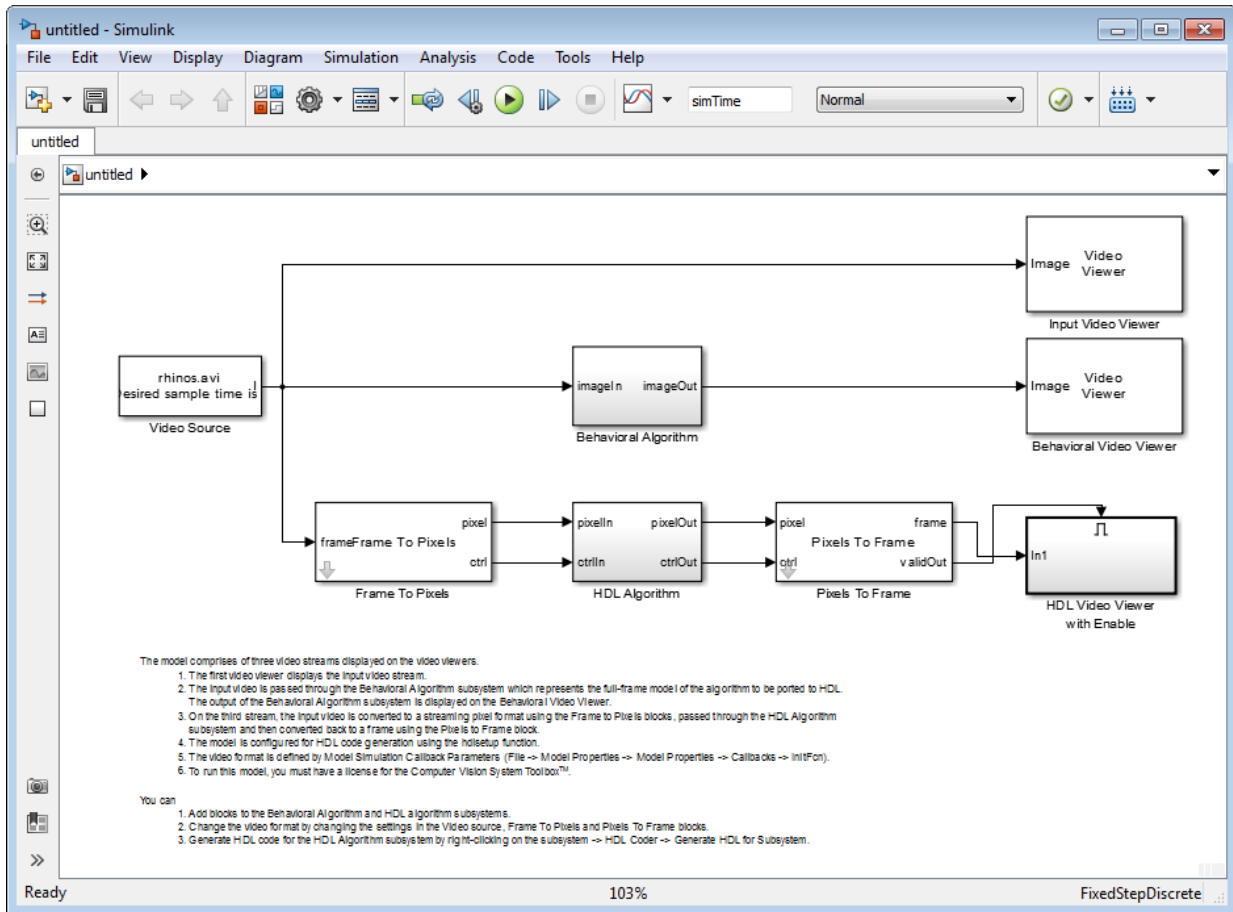 untitled - Simulink
File Edit View Display Diagram Simulation Analysis Code Tools Help
simTime Normal
untitled
untitled
Image Video
Viewer
Input Video Viewer
rhinos.avi
esired sample time is
I
Video Source
imageIn imageOut
Behavioral Algorithm
Image Video
Viewer
Behavioral Video Viewer
frame Frame To Pixels
pixel
ctrl
Frame To Pixels
pixelIn pixelOut
ctrlIn ctrlOut
HDL Algorithm
pixel frame
Pixels To Frame
ctrl validOut
Pixels To Frame
In1
HDL Video Viewer
with Enable
The model comprises of three video streams displayed on the video viewers.
1. The first video viewer displays the input video stream.
2. The input video is passed through the Behavioral Algorithm subsystem which represents the full-frame model of the algorithm to be ported to HDL.
The output of the Behavioral Algorithm subsystem is displayed on the Behavioral Video Viewer.
3. On the third stream, the input video is converted to a streaming pixel format using the Frame to Pixels blocks, passed through the HDL Algorithm
subsystem and then converted back to a frame using the Pixels to Frame block.
4. The model is configured for HDL code generation using the hdlsetup function.
5. The video format is defined by Model Simulation Callback Parameters (File -> Model Properties -> Model Properties -> Callbacks -> InitFcn).
6. To run this model, you must have a license for the Computer Vision System Toolbox™.
You can
1. Add blocks to the Behavioral Algorithm and HDL algorithm subsystems.
2. Change the video format by changing the settings in the Video source, Frame To Pixels and Pixels To Frame blocks.
3. Generate HDL code for the HDL Algorithm subsystem by right-clicking on the subsystem -> HDL Coder -> Generate HDL for Subsystem.
Ready 103% FixedStepDiscrete